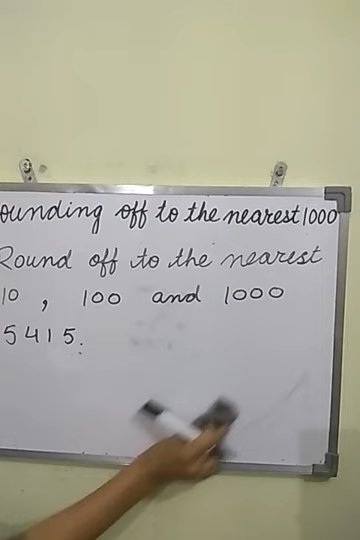 ounding off to the nearest 1000
Round off to the nearest
10, 100 and 1000
5415.